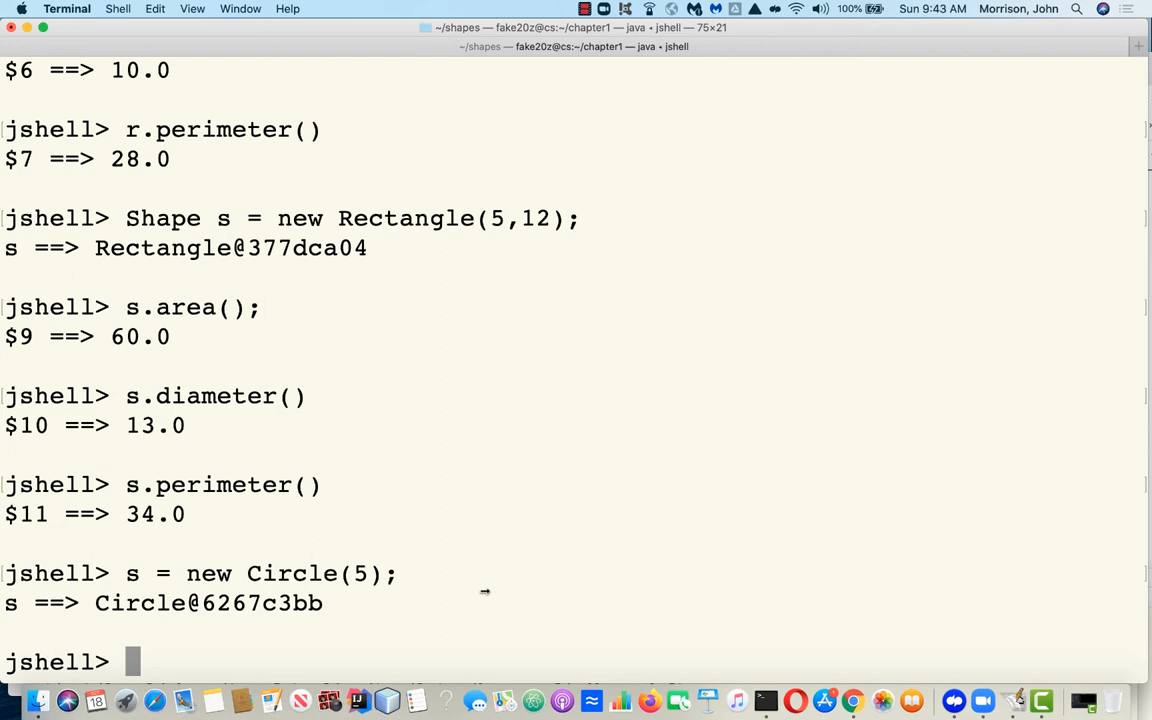 Terminal Shell Edit View Window Help 100% Sun 9:43 AM Morrison, John
~/shapes — fake20z@cs:~/chapter1 — java ◂ jshell — 75×21
~/shapes — fake20z@cs:~/chapter1 — java ◂ jshell
$6 ==> 10.0
jshell> r.perimeter()
$7 ==> 28.0
jshell> Shape s = new Rectangle(5,12);
s ==> Rectangle@377dca04
jshell> s.area();
$9 ==> 60.0
jshell> s.diameter()
$10 ==> 13.0
jshell> s.perimeter()
$11 ==> 34.0
jshell> s = new Circle(5);
s ==> Circle@6267c3bb
jshell>
18